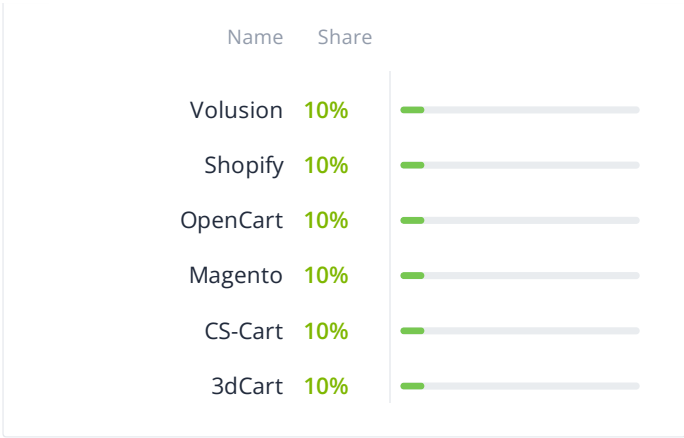 Name Share
Volusion 10%
Shopify 10%
OpenCart 10%
Magento 10%
CS-Cart 10%
3dCart 10%